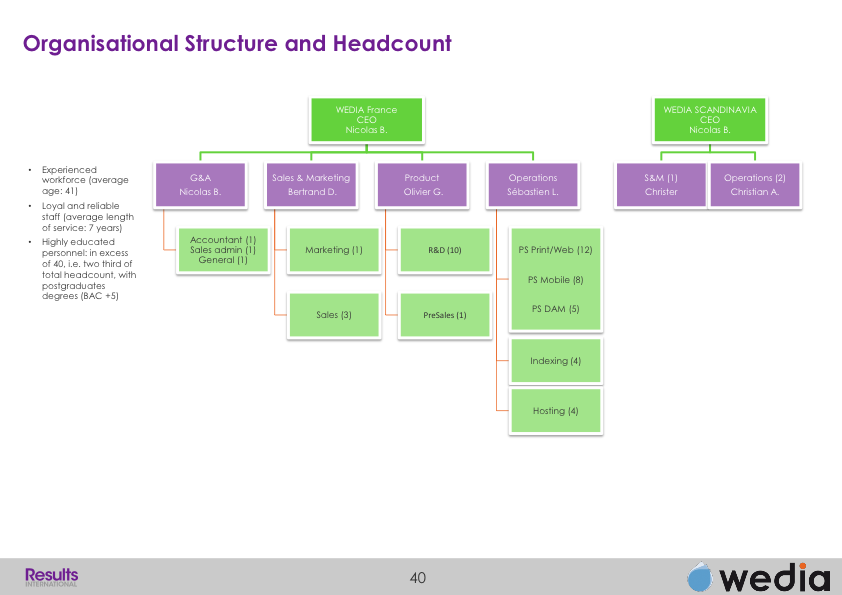 Organisational Structure and Headcount
WEDIA France
CEO
Nicolas B.
WEDIA SCANDINAVIA
CEO
Nicolas B.
• Experienced
workforce (average
age: 41)
• Loyal and reliable
staff (average length
of service: 7 years)
• Highly educated
personnel: in excess
of 40, i.e. two third of
total headcount, with
postgraduates
degrees (BAC +5)
G&A
Nicolas B.
Sales & Marketing
Bertrand D.
Product
Olivier G.
Operations
Sébastien L.
S&M (1)
Christer
Operations (2)
Christian A.
Accountant (1)
Sales admin (1)
General (1)
Marketing (1)
R&D (10)
PS Print/Web (12)
PS Mobile (8)
PS DAM (5)
Sales (3)
PreSales (1)
Indexing (4)
Hosting (4)
Results
INTERNATIONAL
40
wedia